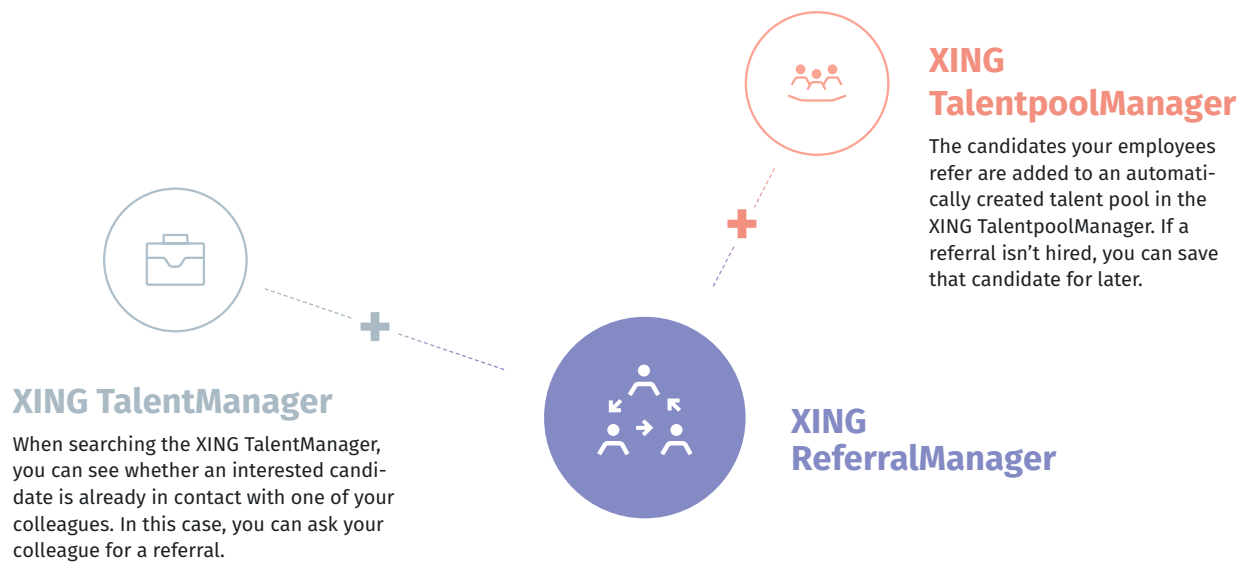 XING
TalentpoolManager
The candidates your employees
refer are added to an automati-
cally created talent pool in the
XING TalentpoolManager. If a
referral isn’t hired, you can save
that candidate for later.
XING TalentManager
When searching the XING TalentManager,
you can see whether an interested candi-
date is already in contact with one of your
colleagues. In this case, you can ask your
colleague for a referral.
XING
ReferralManager